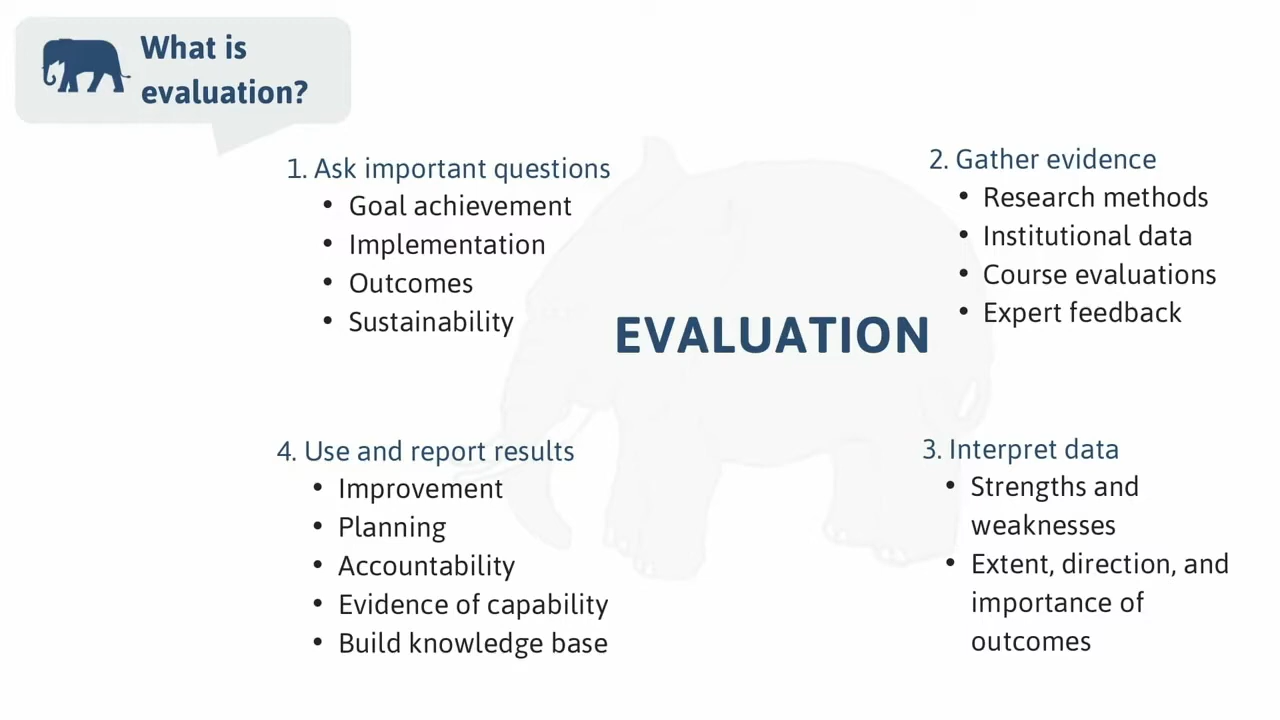 What is
evaluation?
1. Ask important questions
• Goal achievement
• Implementation
• Outcomes
• Sustainability
2. Gather evidence
• Research methods
• Institutional data
• Course evaluations
• Expert feedback
EVALUATION
4. Use and report results
• Improvement
• Planning
• Accountability
• Evidence of capability
• Build knowledge base
3. Interpret data
• Strengths and
weaknesses
• Extent, direction, and
importance of
outcomes